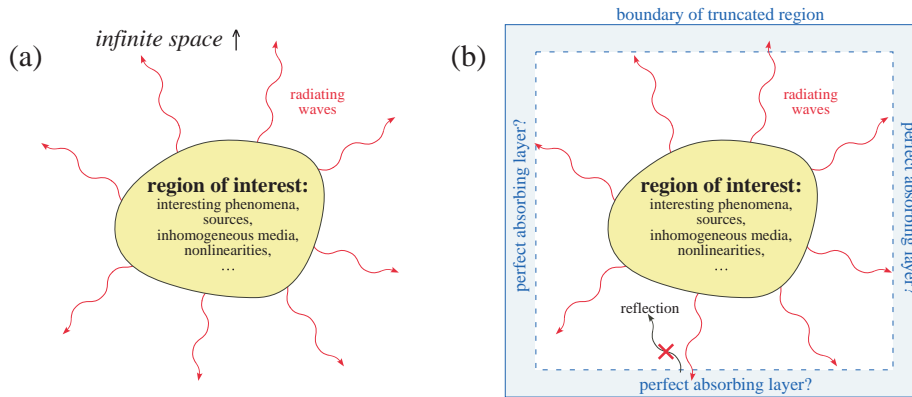 (a)
infinite space ↑
radiating
waves
region of interest:
interesting phenomena,
sources,
inhomogeneous media,
nonlinearities,
…
boundary of truncated region
(b)
radiating
waves
perfect absorbing layer?
perfect absorbing layer?
region of interest:
interesting phenomena,
sources,
inhomogeneous media,
nonlinearities,
…
reflection
perfect absorbing layer?